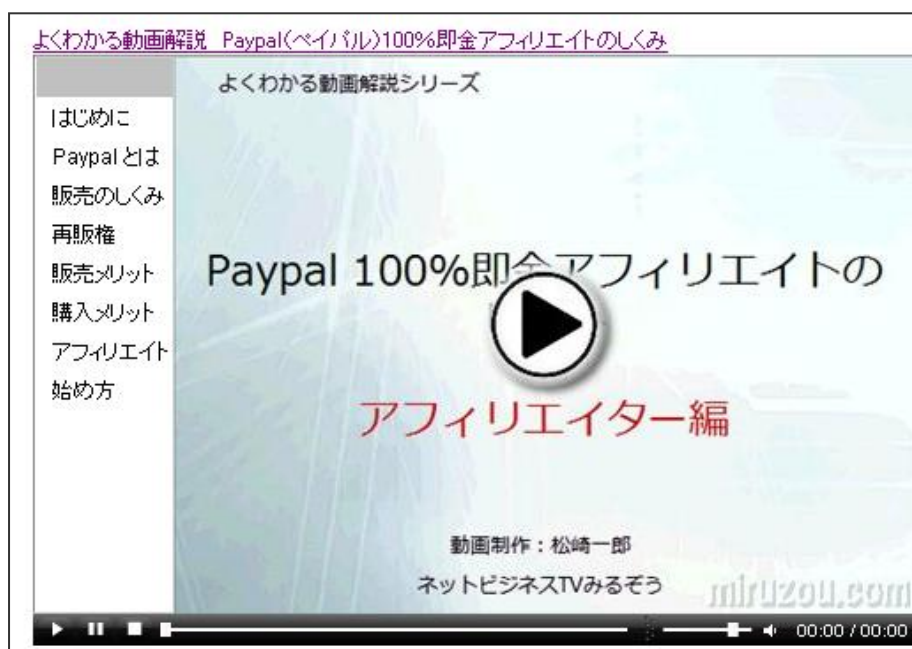 よくわかる動画解説 Paypal(ペイパル)100%即金アフィリエイトのしくみ
よくわかる動画解説シリーズ
はじめに
Paypalとは
販売のしくみ
再販権
販売メリット
購入メリット
アフィリエイト
始め方
Paypal 100%即金アフィリエイトの
アフィリエイター編
動画制作：松崎一郎
ネットビジネスTVみるぞう
miruzou.com
00:00 / 00:00